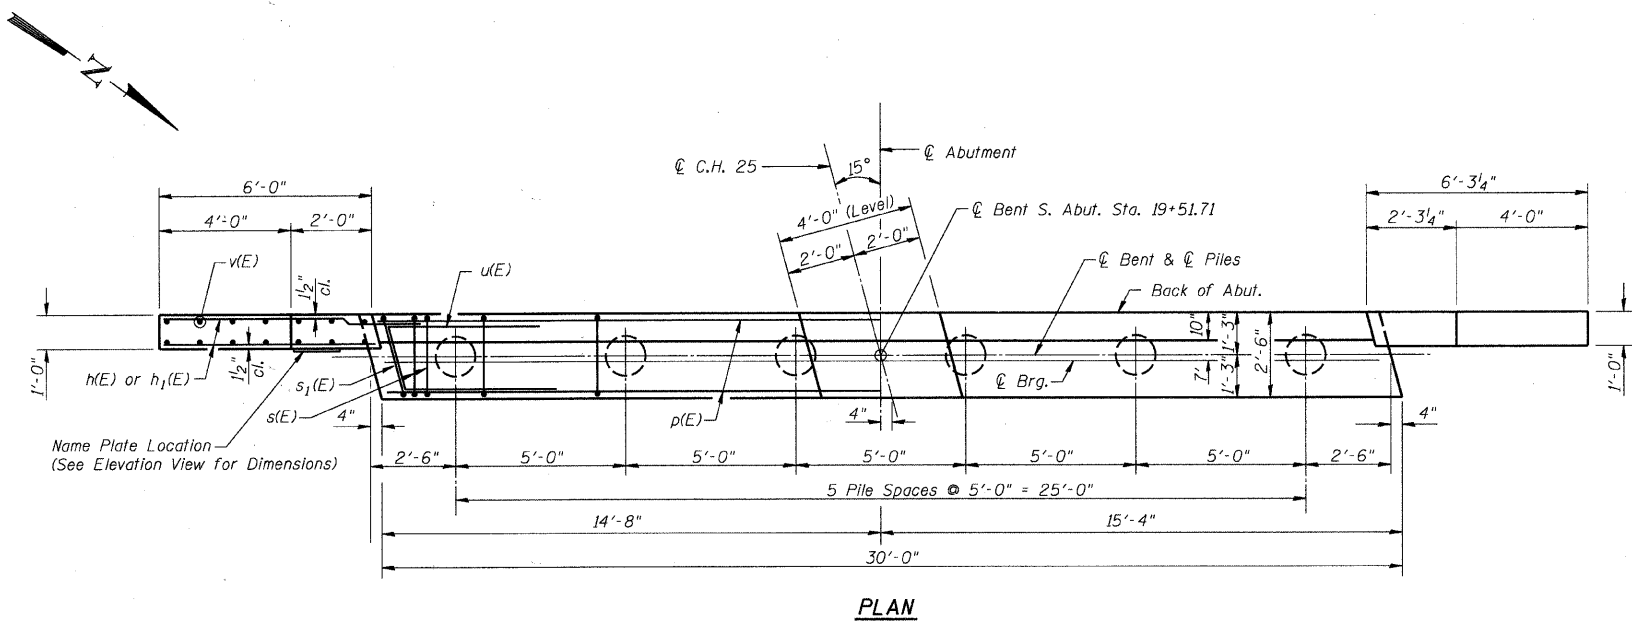 N
℄ C.H. 25
15°
℄ Abutment
6'-0"
4'-0" 2'-0"
4'-0" (Level)
2'-0" 2'-0"
℄ Bent S. Abut. Sta. 19+51.71
6'-3¼"
2'-3¼" 4'-0"
v(E)
1½" cl.
u(E)
℄ Bent & ℄ Piles
Back of Abut.
1'-0"
h(E) or h₁(E)
1½" cl.
s₁(E)
s(E)
p(E)
℄ Brg.
10"
7"
1'-3" 1'-3"
2'-6"
1'-0"
Name Plate Location
(See Elevation View for Dimensions)
4" 4" 4"
2'-6" 5'-0" 5'-0" 5'-0" 5'-0" 5'-0" 2'-6"
5 Pile Spaces @ 5'-0" = 25'-0"
14'-8" 15'-4"
30'-0"
PLAN